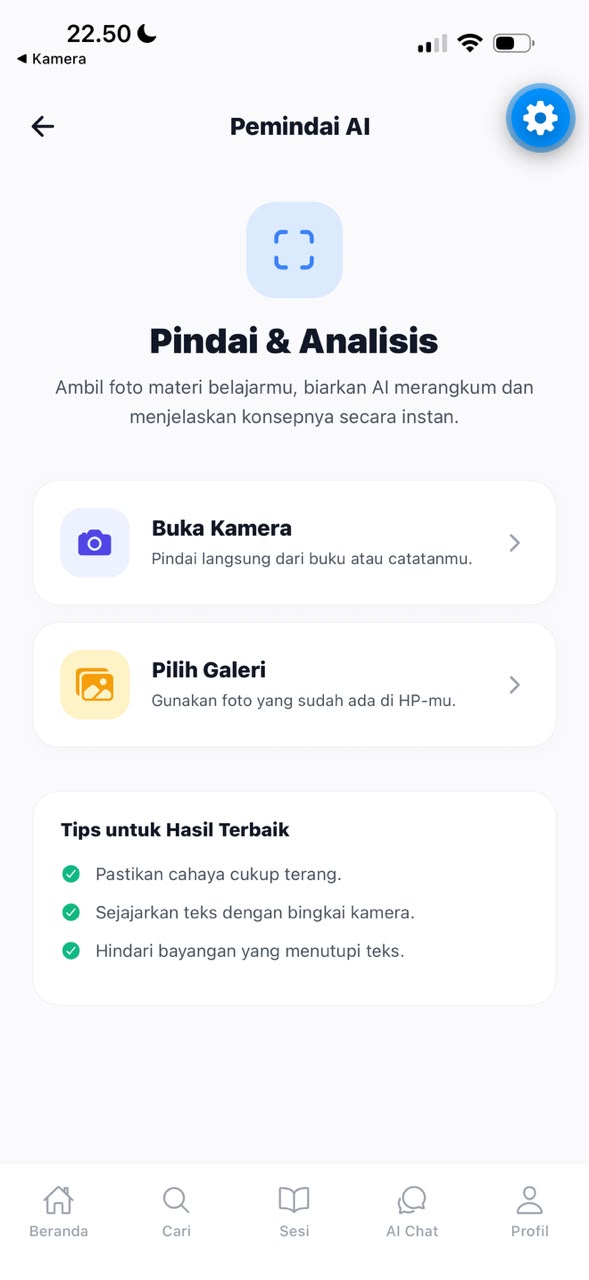 22.50
◀ Kamera
Pemindai AI
Pindai & Analisis
Ambil foto materi belajarmu, biarkan AI merangkum dan
menjelaskan konsepnya secara instan.
Buka Kamera
Pindai langsung dari buku atau catatanmu.
Pilih Galeri
Gunakan foto yang sudah ada di HP-mu.
Tips untuk Hasil Terbaik
Pastikan cahaya cukup terang.
Sejajarkan teks dengan bingkai kamera.
Hindari bayangan yang menutupi teks.
Beranda
Cari
Sesi
AI Chat
Profil